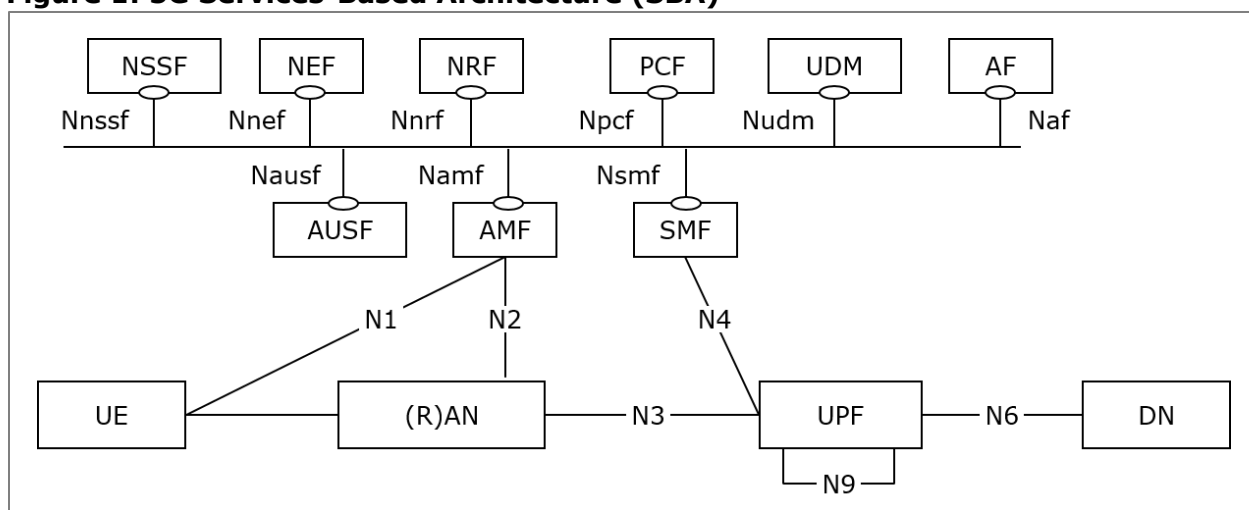 Figure 1: 5G Services-Based Architecture (SBA)
NSSF NEF NRF PCF UDM AF
Nnssf Nnef Nnrf Npcf Nudm Naf
Nausf Namf Nsmf
AUSF AMF SMF
N1 N2 N4
UE (R)AN N3 UPF N6 DN
N9